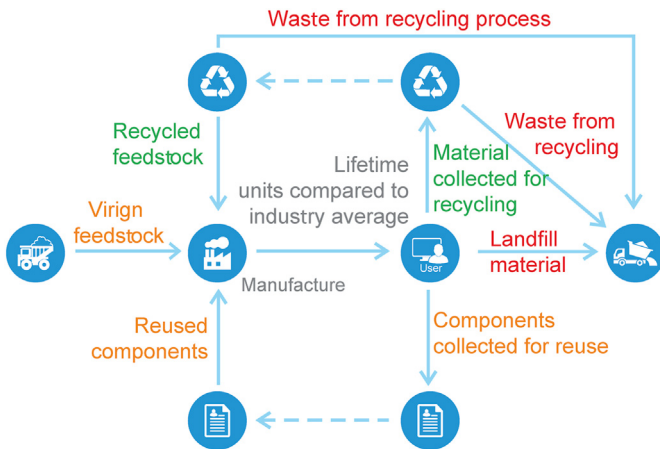 Waste from recycling process
Recycled
feedstock
Waste from
recycling
Material
collected for
recycling
Lifetime
units compared to
industry average
Virign
feedstock
Landfill
material
User
Manufacture
Reused
components
Components
collected for reuse